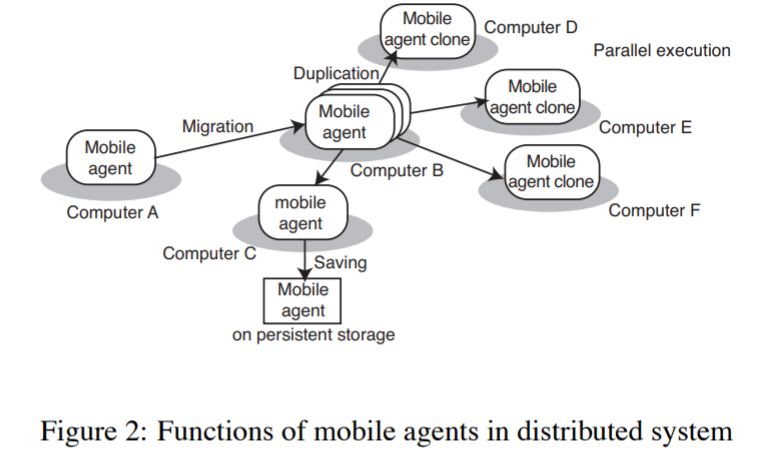 Mobile
agent clone
Computer D
Parallel execution
Duplication
Mobile
agent clone
Computer E
Mobile
agent
Migration
Mobile
agent
Computer A
Computer B
Mobile
agent clone
Computer F
mobile
agent
Computer C
Saving
Mobile
agent
on persistent storage
Figure 2: Functions of mobile agents in distributed system